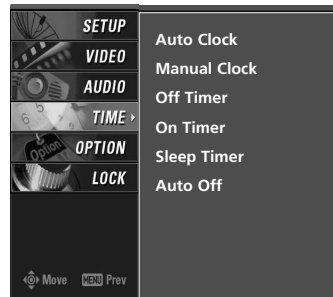 SETUP
VIDEO
AUDIO
TIME
OPTION
LOCK
Move MENU Prev
Auto Clock
Manual Clock
Off Timer
On Timer
Sleep Timer
Auto Off